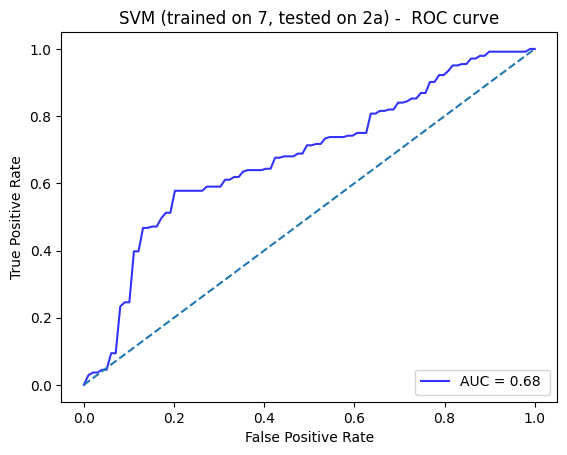 SVM (trained on 7, tested on 2a) -  ROC curve
True Positive Rate
1.0
0.8
0.6
0.4
0.2
0.0
0.0 0.2 0.4 0.6 0.8 1.0
False Positive Rate
AUC = 0.68